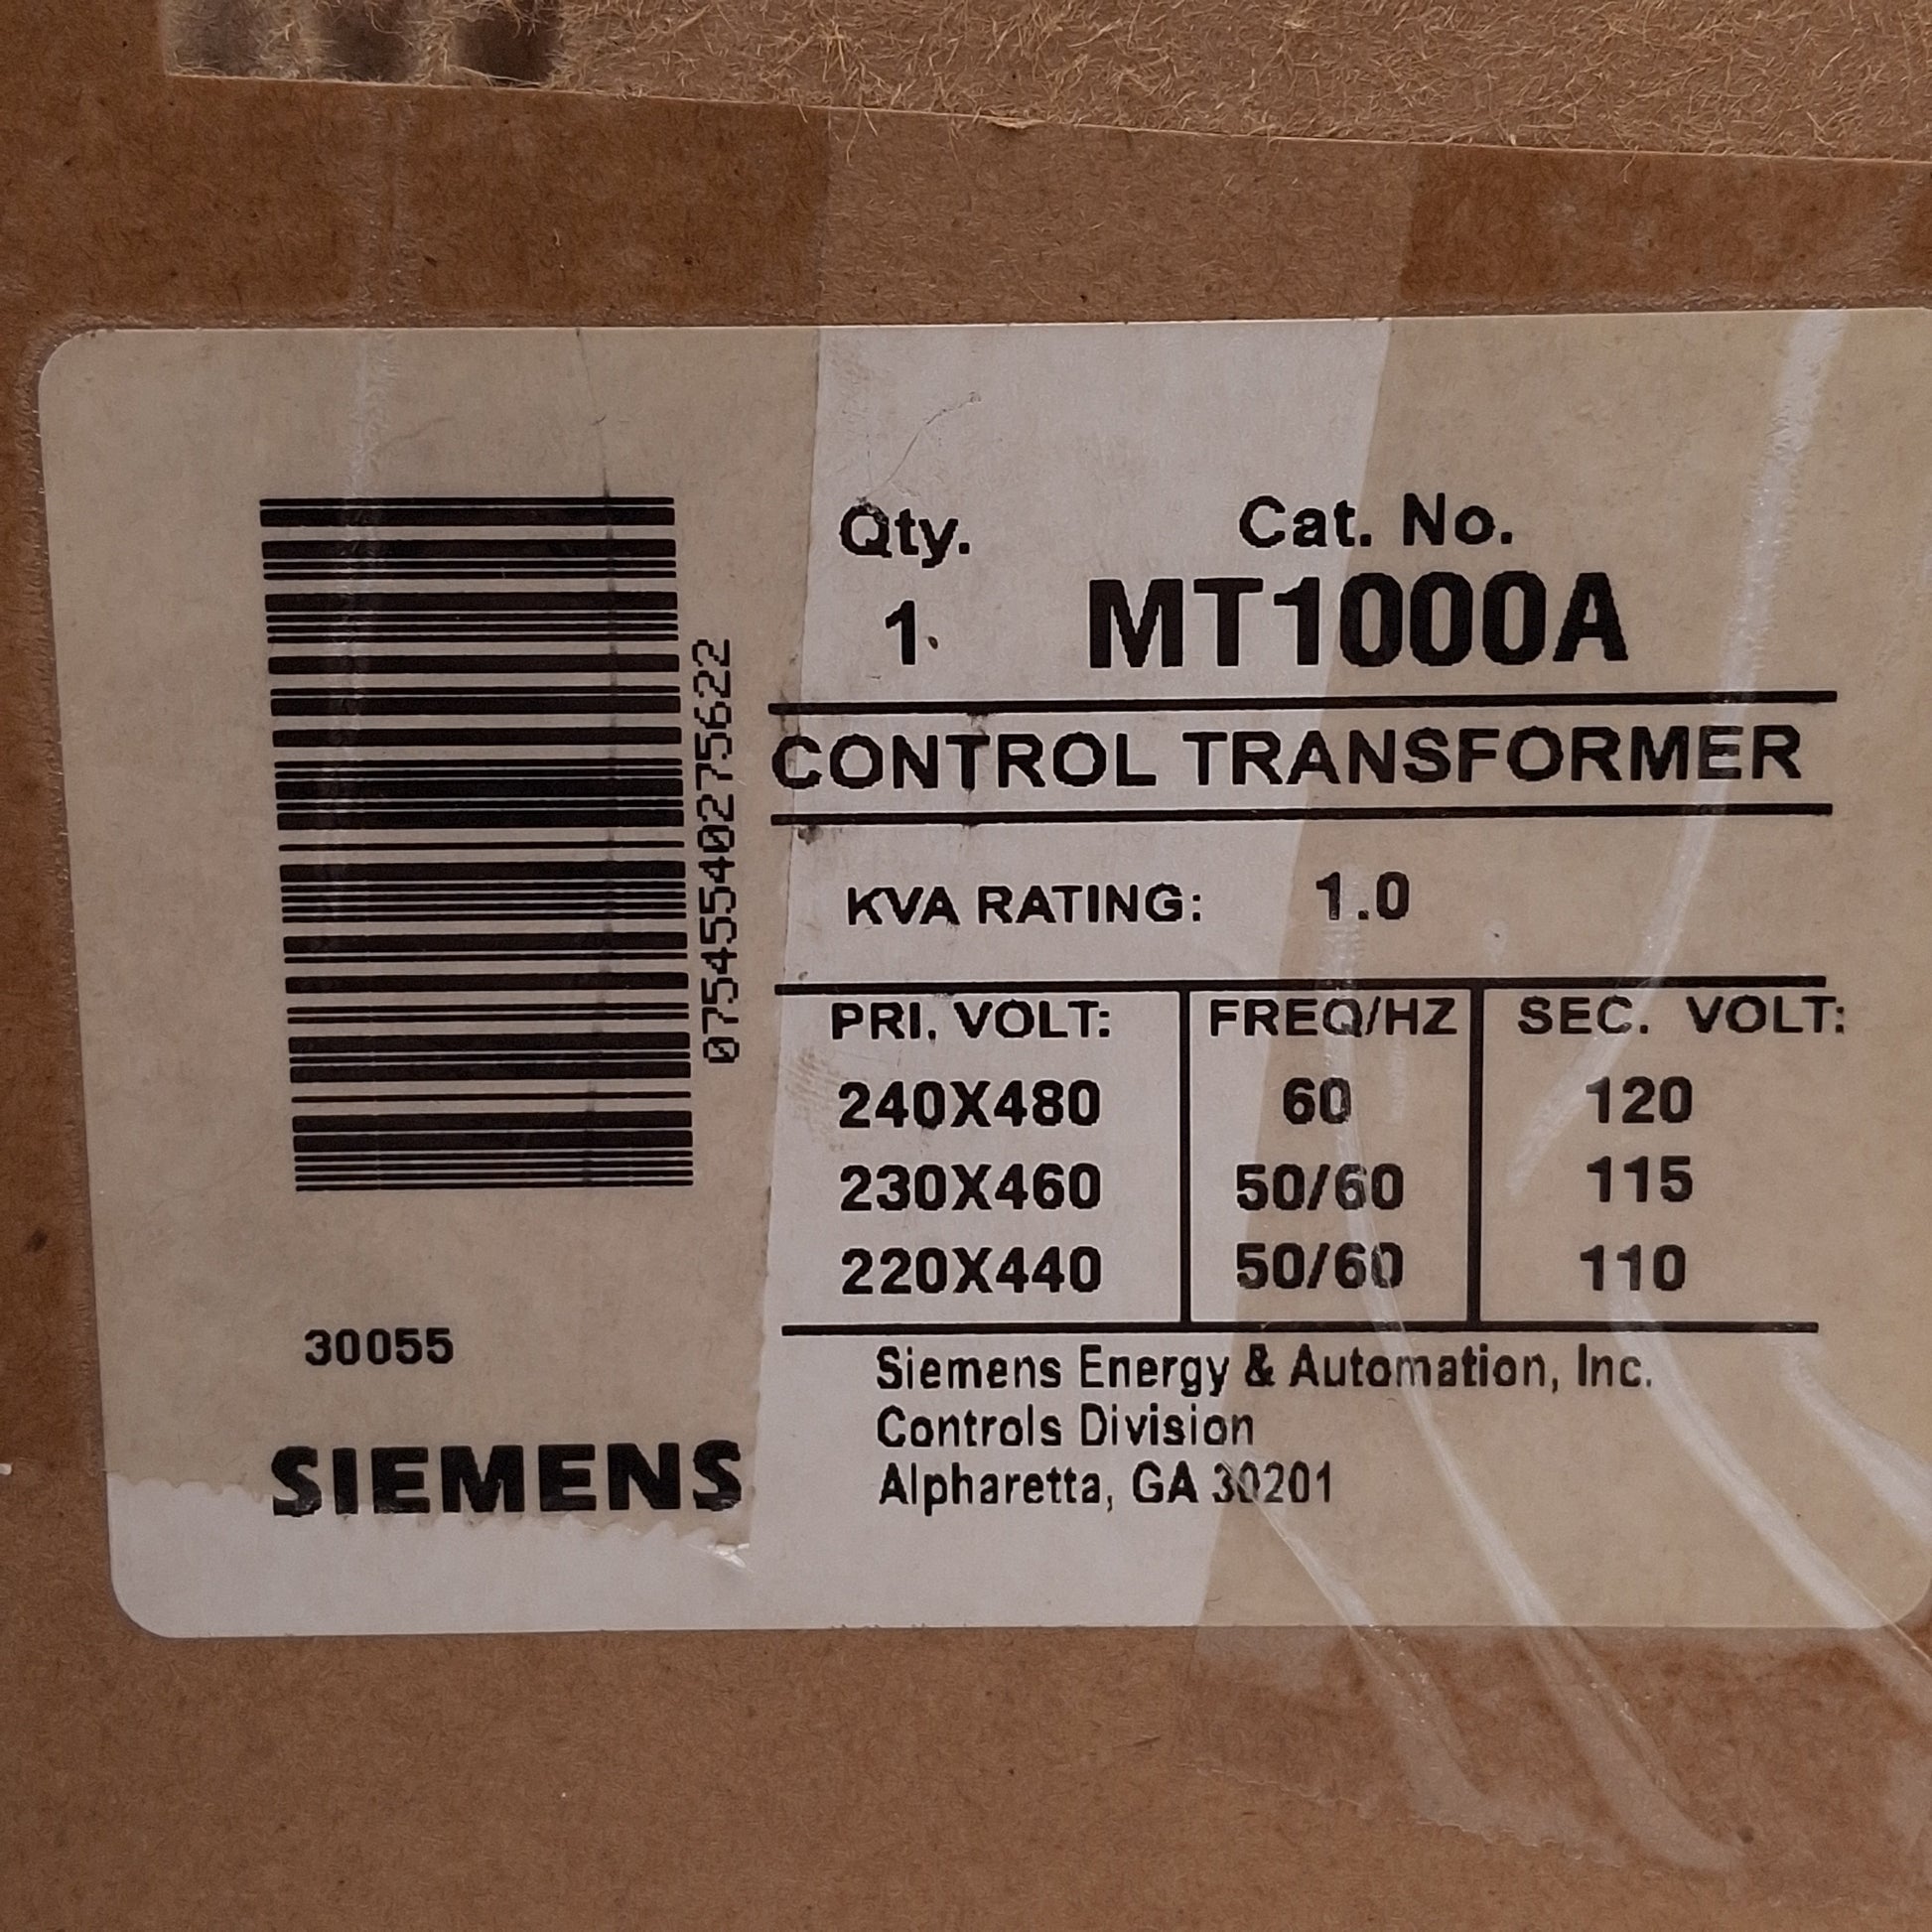 Qty. Cat. No.
1 MT1000A
CONTROL TRANSFORMER
KVA RATING: 1.0
PRI. VOLT: FREQ/HZ SEC. VOLT:
240X480 60 120
230X460 50/60 115
220X440 50/60 110
Siemens Energy & Automation, Inc.
Controls Division
Alpharetta, GA 30201
0754554027562​2
30055
SIEMENS